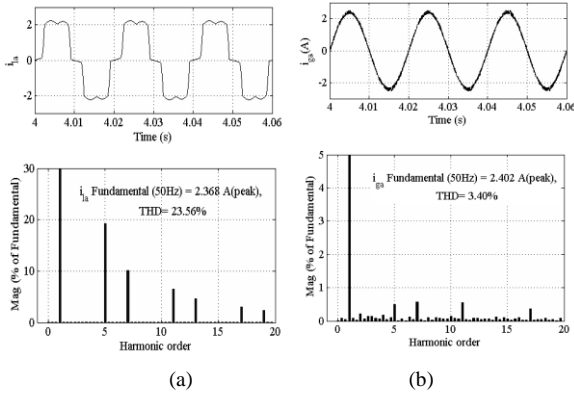 i_la
2
0
-2
4 4.01 4.02 4.03 4.04 4.05 4.06
Time (s)
i_ga(A)
2
0
-2
4 4.01 4.02 4.03 4.04 4.05 4.06
Time (s)
Mag (% of Fundamental)
30
20
10
0
i_la Fundamental (50Hz) = 2.368 A(peak),
THD= 23.56%
0 5 10 15 20
Harmonic order
Mag (% of Fundamental)
5
4
3
2
1
0
i_ga Fundamental (50Hz) = 2.402 A(peak),
THD= 3.40%
0 5 10 15 20
Harmonic order
(a)
(b)